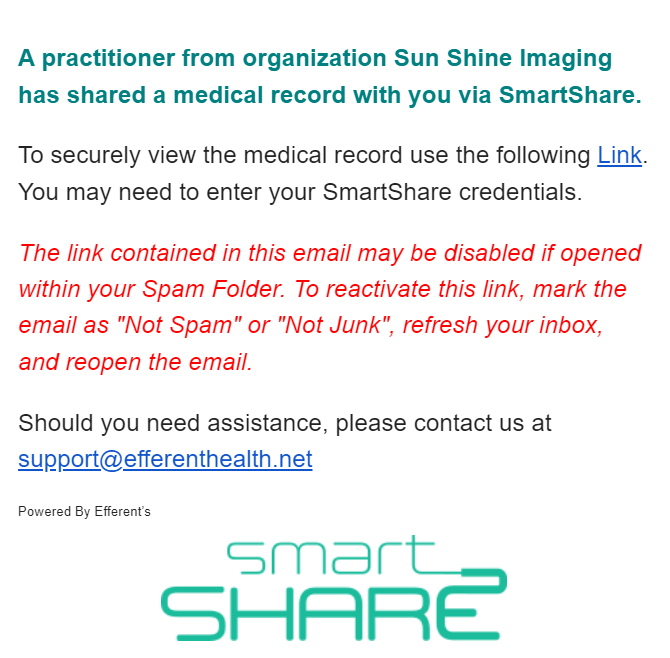 A practitioner from organization Sun Shine Imaging
has shared a medical record with you via SmartShare.
To securely view the medical record use the following Link.
You may need to enter your SmartShare credentials.
The link contained in this email may be disabled if opened
within your Spam Folder. To reactivate this link, mark the
email as "Not Spam" or "Not Junk", refresh your inbox,
and reopen the email.
Should you need assistance, please contact us at
support@efferenthealth.net
Powered By Efferent’s
smart
SHARE